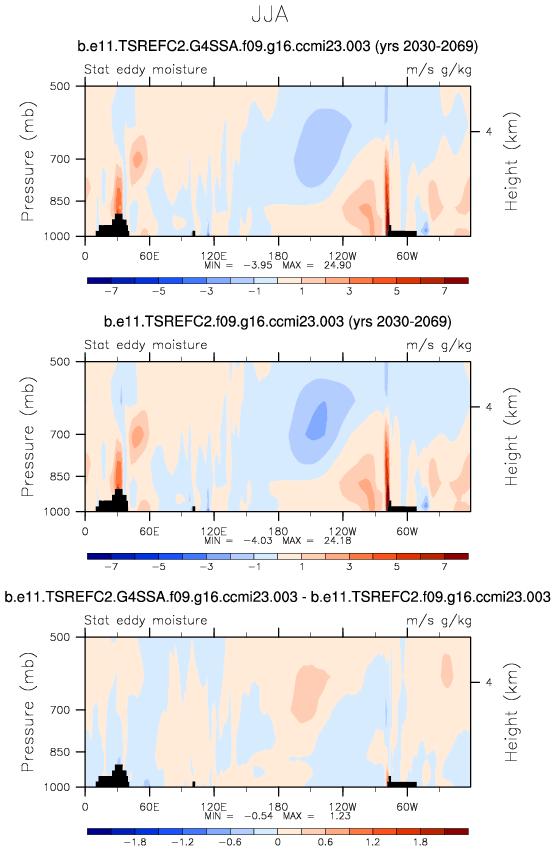 JJA
b.e11.TSREFC2.G4SSA.f09.g16.ccmi23.003 (yrs 2030-2069)
Stat eddy moisture m/s g/kg
500
700
850
1000
Pressure (mb)
4
Height (km)
0 60E 120E 180 120W 60W
MIN = -3.95 MAX = 24.90
-7 -5 -3 -1 1 3 5 7
b.e11.TSREFC2.f09.g16.ccmi23.003 (yrs 2030-2069)
Stat eddy moisture m/s g/kg
500
700
850
1000
Pressure (mb)
4
Height (km)
0 60E 120E 180 120W 60W
MIN = -4.03 MAX = 24.18
-7 -5 -3 -1 1 3 5 7
b.e11.TSREFC2.G4SSA.f09.g16.ccmi23.003 - b.e11.TSREFC2.f09.g16.ccmi23.003
Stat eddy moisture m/s g/kg
500
700
850
1000
Pressure (mb)
4
Height (km)
0 60E 120E 180 120W 60W
MIN = -0.54 MAX = 1.23
-1.8 -1.2 -0.6 0 0.6 1.2 1.8